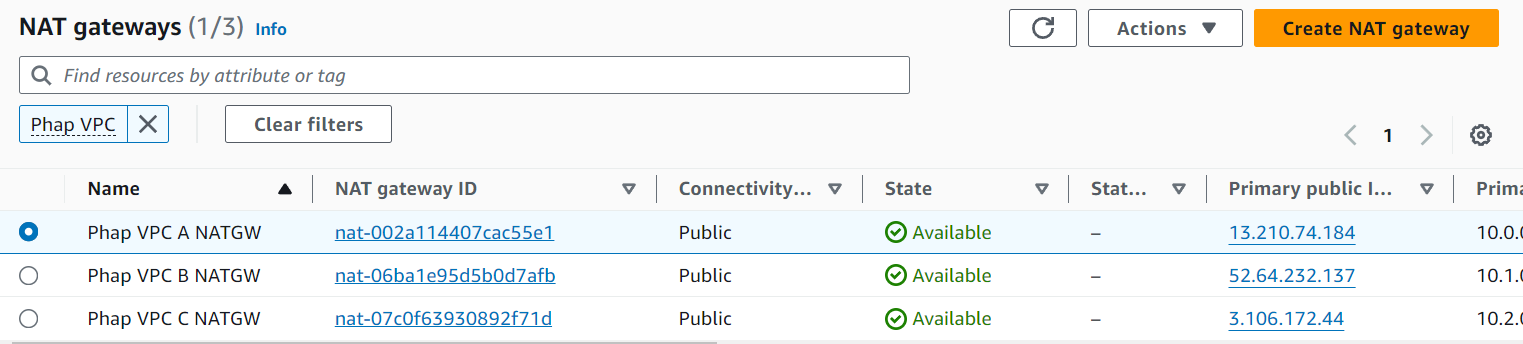 NAT gateways (1/3) Info
Actions
Create NAT gateway
Find resources by attribute or tag
Phap VPC
Clear filters
1
Name NAT gateway ID Connectivity... State Stat... Primary public I... Prima
Phap VPC A NATGW nat-002a114407cac55e1 Public Available – 13.210.74.184 10.0.0
Phap VPC B NATGW nat-06ba1e95d5b0d7afb Public Available – 52.64.232.137 10.1.0
Phap VPC C NATGW nat-07c0f63930892f71d Public Available – 3.106.172.44 10.2.0